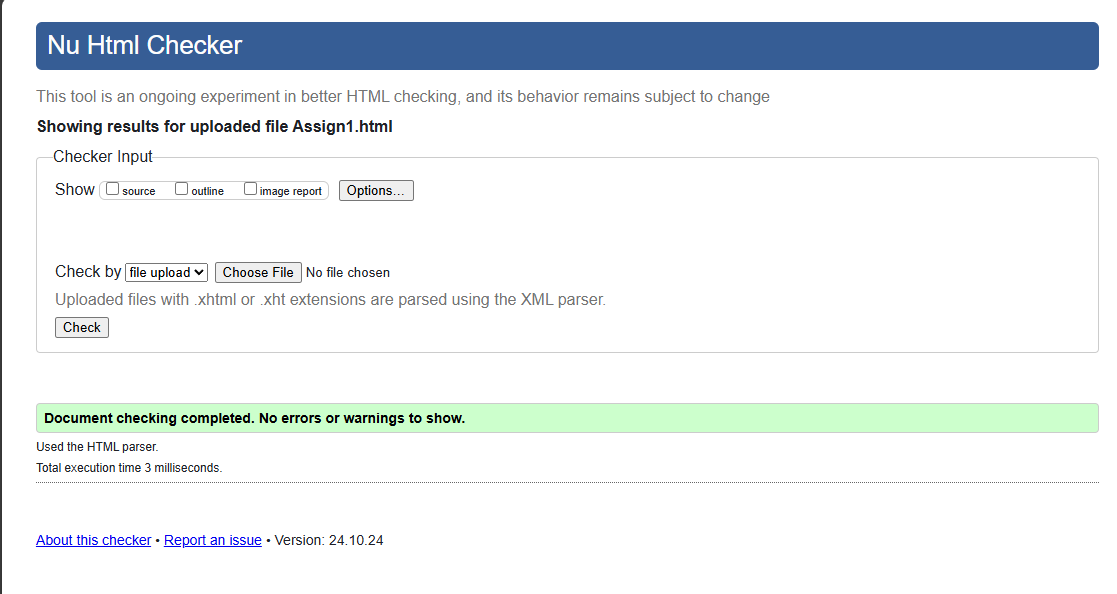 Nu Html Checker
This tool is an ongoing experiment in better HTML checking, and its behavior remains subject to change
Showing results for uploaded file Assign1.html
Checker Input
Show source outline image report Options...
Check by file upload Choose File No file chosen
Uploaded files with .xhtml or .xht extensions are parsed using the XML parser.
Check
Document checking completed. No errors or warnings to show.
Used the HTML parser.
Total execution time 3 milliseconds.
About this checker • Report an issue • Version: 24.10.24